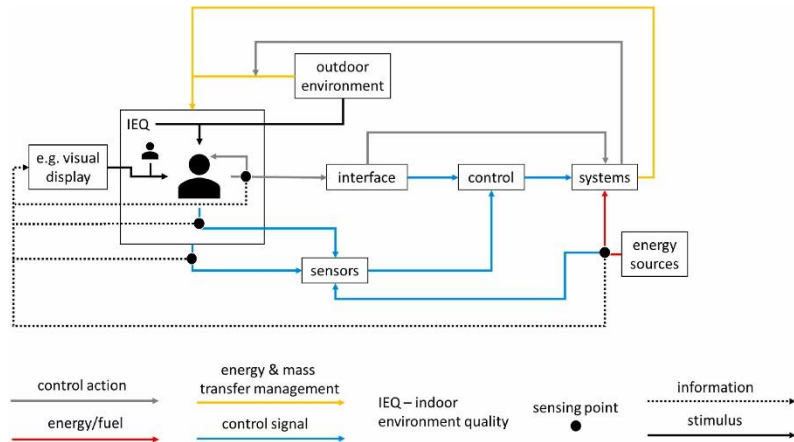 outdoor
environment
IEQ
e.g. visual
display
interface
control
systems
sensors
energy
sources
control action
energy/fuel
energy & mass
transfer management
control signal
IEQ – indoor
environment quality
sensing point
information
stimulus